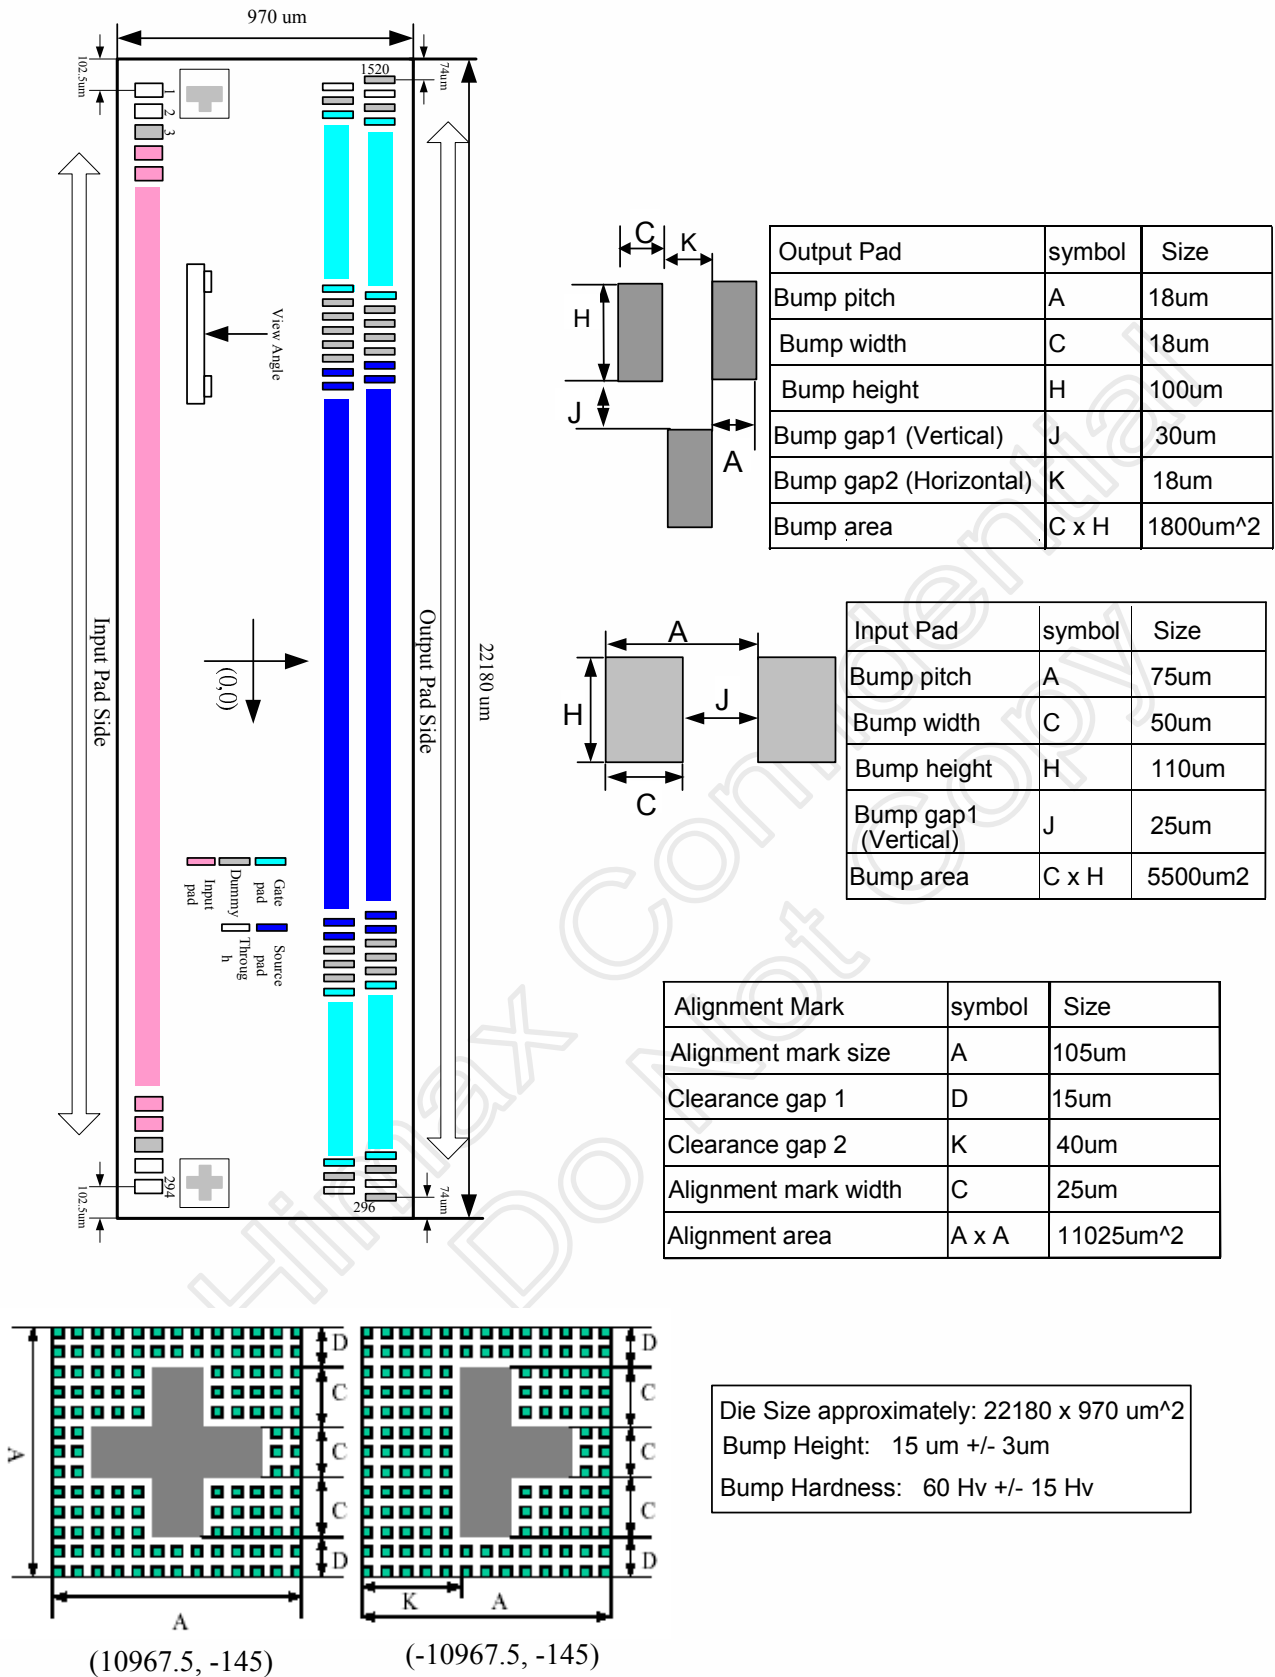 970 um
102.5um
74um
1520
1
2
3
View Angle
Input Pad Side
(0,0)
Output Pad Side
22180 um
Gate pad
Dummy
Input pad
Source pad
Throug
h
294
296
102.5um
74um
C
K
H
J
A
Output Pad symbol Size
Bump pitch A 18um
Bump width C 18um
Bump height H 100um
Bump gap1 (Vertical) J 30um
Bump gap2 (Horizontal) K 18um
Bump area C x H 1800um^2
A
H
J
C
Input Pad symbol Size
Bump pitch A 75um
Bump width C 50um
Bump height H 110um
Bump gap1
(Vertical) J 25um
Bump area C x H 5500um2
Alignment Mark symbol Size
Alignment mark size A 105um
Clearance gap 1 D 15um
Clearance gap 2 K 40um
Alignment mark width C 25um
Alignment area A x A 11025um^2
Himax Confidential
Do Not Copy
A
D
C
C
C
D
A
(10967.5, -145)
D
C
C
C
D
K
A
(-10967.5, -145)
Die Size approximately: 22180 x 970 um^2
Bump Height: 15 um +/- 3um
Bump Hardness: 60 Hv +/- 15 Hv